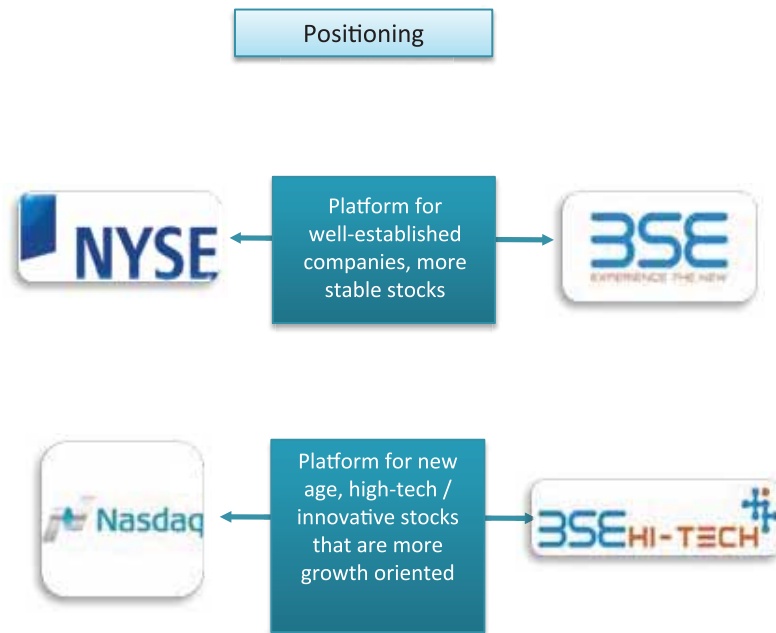 Positioning
NYSE
Platform for
well-established
companies, more
stable stocks
BSE
EXPERIENCE THE NEW
Nasdaq
Platform for new
age, high-tech /
innovative stocks
that are more
growth oriented
BSE HI-TECH